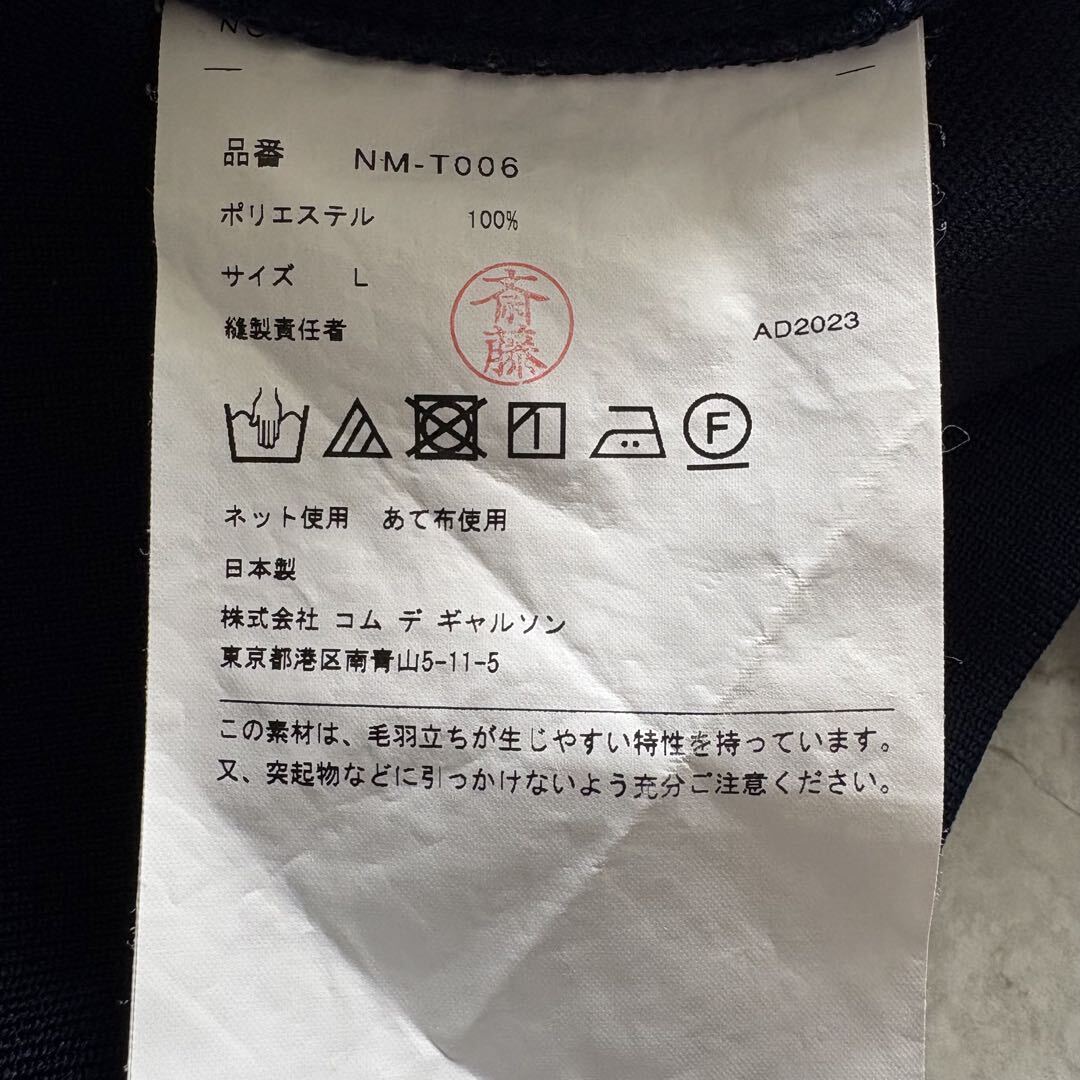 品番 NM-T006
ポリエステル 100%
サイズ L
縫製責任者
斎藤
AD2023
F
ネット使用 あて布使用
日本製
株式会社 コム デ ギャルソン
東京都港区南青山5-11-5
この素材は、毛羽立ちが生じやすい特性を持っています。
又、突起物などに引っかけないよう充分ご注意ください。